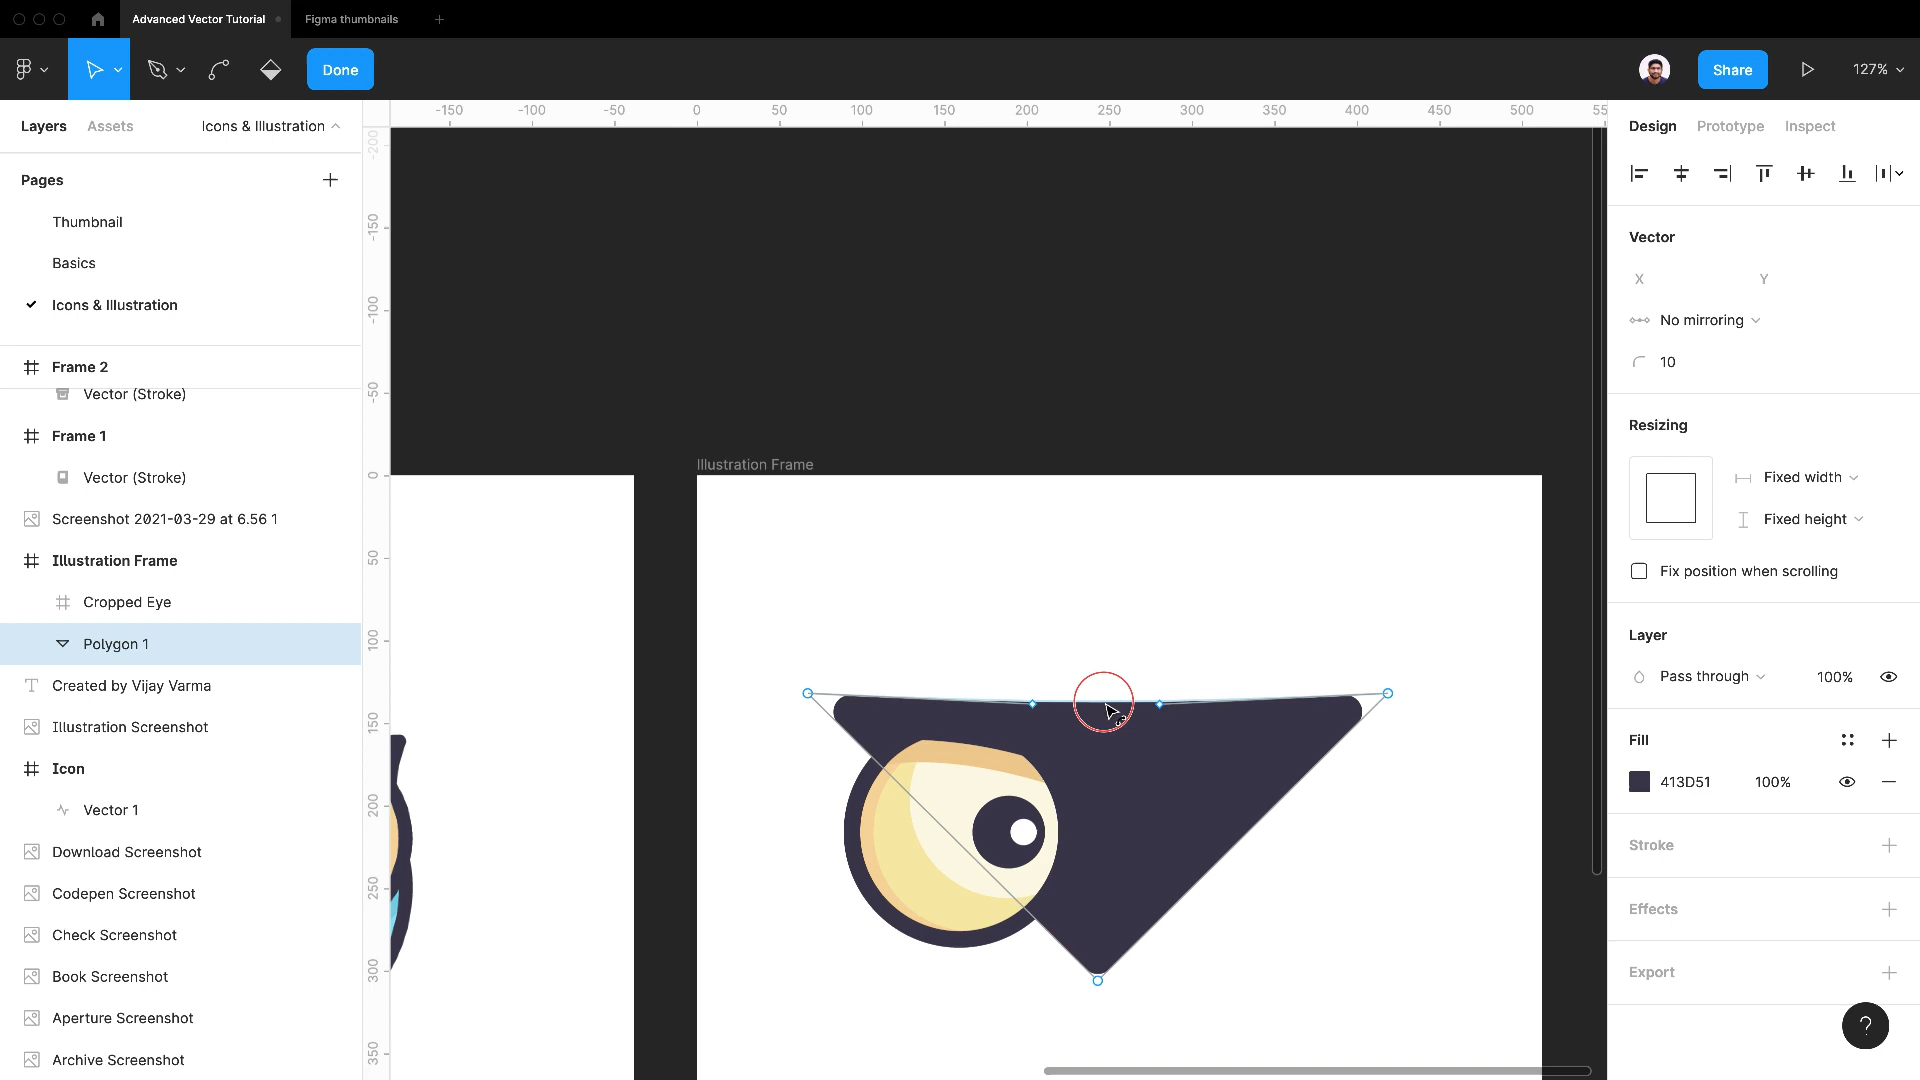 Advanced Vector Tutorial
Figma thumbnails
Done
Share
127%
Layers
Assets
Icons & Illustration
-150 -100 -50 0 50 100 150 200 250 300 350 400 450 500 55
Design
Prototype
Inspect
Pages
Thumbnail
Basics
Icons & Illustration
Frame 2
Vector (Stroke)
Frame 1
Vector (Stroke)
Screenshot 2021-03-29 at 6.56 1
Illustration Frame
Cropped Eye
Polygon 1
Created by Vijay Varma
Illustration Screenshot
Icon
Vector 1
Download Screenshot
Codepen Screenshot
Check Screenshot
Book Screenshot
Aperture Screenshot
Archive Screenshot
-200
-150
-100
-50
0
50
100
150
200
250
300
350
Illustration Frame
Vector
X
Y
No mirroring
10
Resizing
Fixed width
Fixed height
Fix position when scrolling
Layer
Pass through
100%
Fill
413D51
100%
Stroke
Effects
Export
?